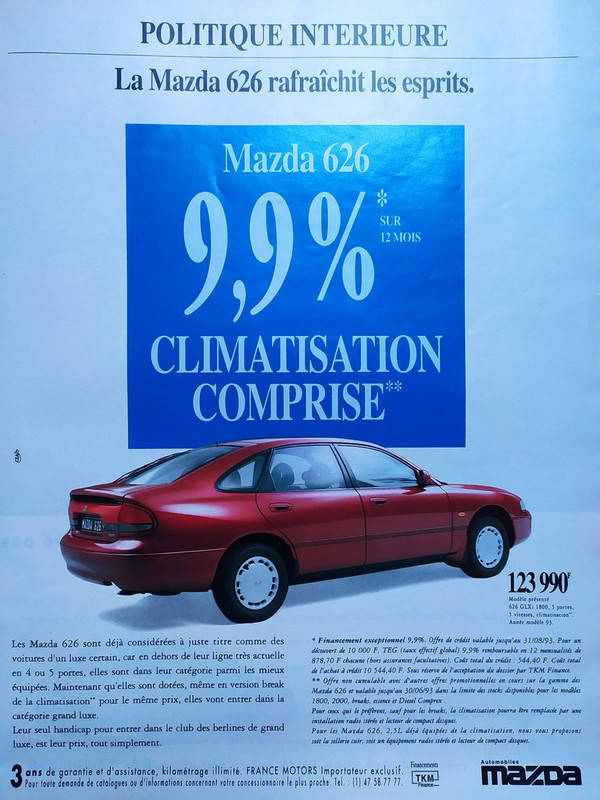 POLITIQUE INTERIEURE
La Mazda 626 rafraîchit les esprits.
Mazda 626
9,9%*
SUR
12 MOIS
CLIMATISATION
COMPRISE**
MAZDA 626
123 990F
Modèle présenté
626 GLXi 1800, 5 portes,
5 vitesses, climatisation**.
Année modèle 93.
Les Mazda 626 sont déjà considérées à juste titre comme des
voitures d'un luxe certain, car en dehors de leur ligne très actuelle
en 4 ou 5 portes, elles sont dans leur catégorie parmi les mieux
équipées. Maintenant qu'elles sont dotées, même en version break
de la climatisation** pour le même prix, elles vont entrer dans la
catégorie grand luxe.
Leur seul handicap pour entrer dans le club des berlines de grand
luxe, est leur prix, tout simplement.
* Financement exceptionnel 9,9%. Offre de crédit valable jusqu'au 31/08/93. Pour un
découvert de 10 000 F, TEG (taux effectif global) 9,9% remboursable en 12 mensualités de
878,70 F chacune (hors assurances facultatives). Coût total du crédit : 544,40 F. Coût total
de l'achat à crédit 10 544,40 F. Sous réserve de l'acceptation du dossier par TKM Finance.
** Offre non cumulable avec d'autres offres promotionnelles en cours sur la gamme des
Mazda 626 et valable jusqu'au 30/06/93 dans la limite des stocks disponibles pour les modèles
1800, 2000, breaks, essence et Diesel Comprex.
Pour ceux qui le préfèrent, sauf pour les breaks, la climatisation pourra être remplacée par une
installation radio stéréo et lecteur de compact disques.
Pour les Mazda 626, 2,5L déjà équipées de la climatisation, nous vous proposons
soit la sellerie cuir, soit un équipement radio stéréo et lecteur de compact disques.
3 ans de garantie et d'assistance, kilométrage illimité. FRANCE MOTORS Importateur exclusif.
Pour toute demande de catalogues ou d'informations concernant votre concessionnaire le plus proche. Tel. : (1) 47 58 77 77.
Financements
TKM
Finance
Automobiles
mazda